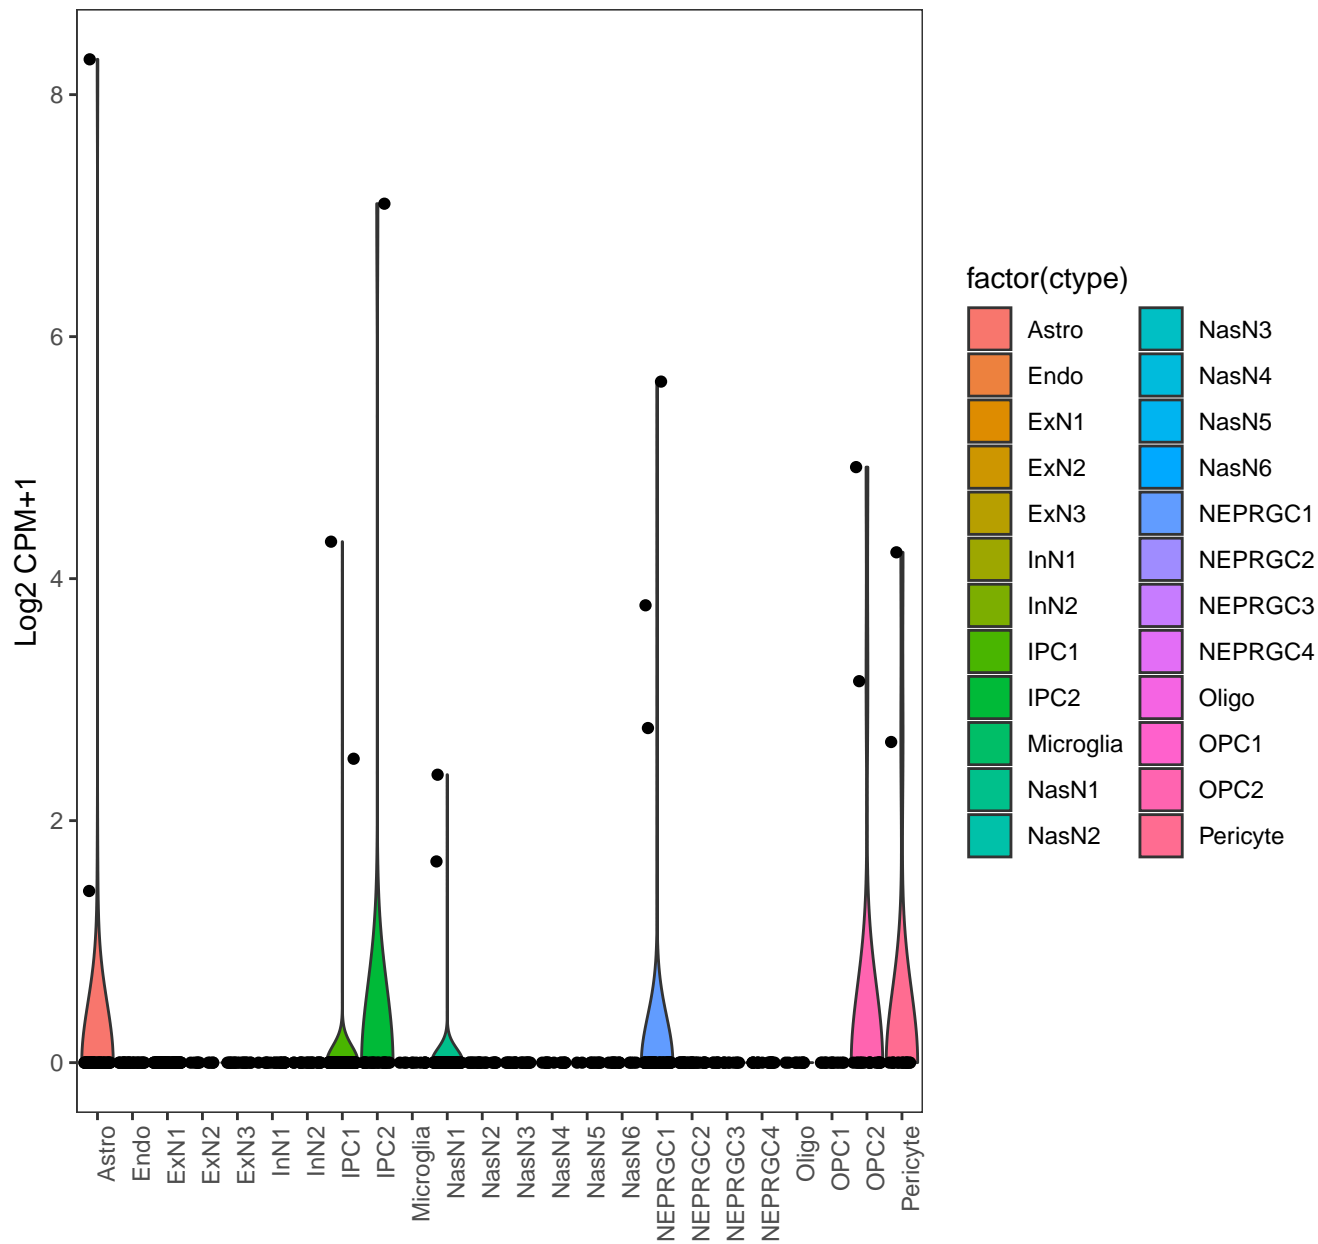 8
6
4
2
0
Log2 CPM+1
Astro
Endo
ExN1
ExN2
ExN3
InN1
InN2
IPC1
IPC2
Microglia
NasN1
NasN2
NasN3
NasN4
NasN5
NasN6
NEPRGC1
NEPRGC2
NEPRGC3
NEPRGC4
Oligo
OPC1
OPC2
Pericyte
factor(ctype)
Astro
Endo
ExN1
ExN2
ExN3
InN1
InN2
IPC1
IPC2
Microglia
NasN1
NasN2
NasN3
NasN4
NasN5
NasN6
NEPRGC1
NEPRGC2
NEPRGC3
NEPRGC4
Oligo
OPC1
OPC2
Pericyte